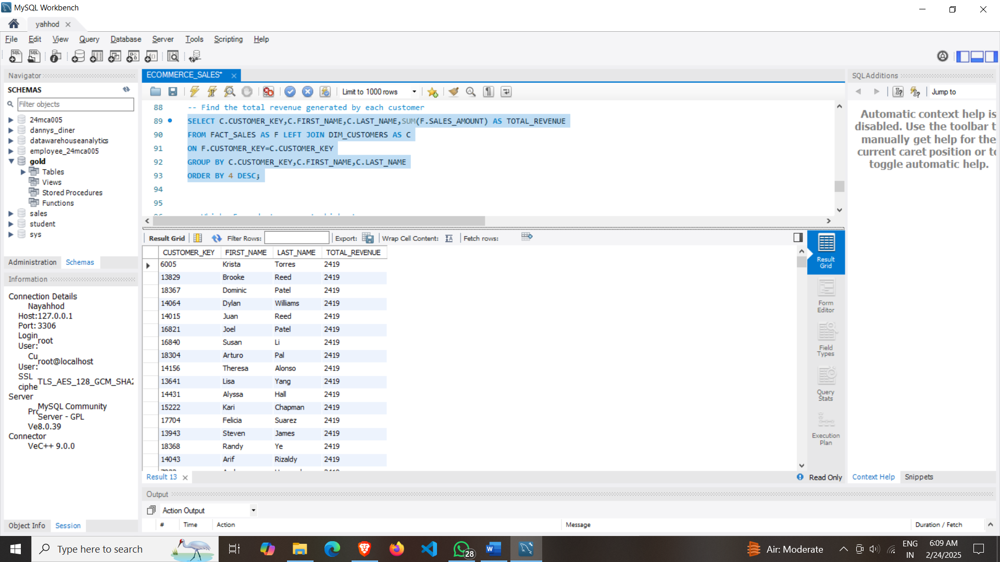 MySQL Workbench
yahhod
File Edit View Query Database Server Tools Scripting Help
Navigator
SCHEMAS
Filter objects
24mca005
dannys_diner
datawarehouseanalytics
employee_24mca005
gold
Tables
Views
Stored Procedures
Functions
sales
student
sys
Administration Schemas
Information
Connection Details
Nayahhod
Host:127.0.0.1
Port: 3306
Login User: root
Cu User: root@localhost
SSL ciphe TLS_AES_128_GCM_SHA2
Server
Prc MySQL Community Server - GPL
Ve8.0.39
Connector
VeC++ 9.0.0
Object Info Session
ECOMMERCE_SALES*
Limit to 1000 rows
88 -- Find the total revenue generated by each customer
89 SELECT C.CUSTOMER_KEY,C.FIRST_NAME,C.LAST_NAME,SUM(F.SALES_AMOUNT) AS TOTAL_REVENUE
90 FROM FACT_SALES AS F LEFT JOIN DIM_CUSTOMERS AS C
91 ON F.CUSTOMER_KEY=C.CUSTOMER_KEY
92 GROUP BY C.CUSTOMER_KEY,C.FIRST_NAME,C.LAST_NAME
93 ORDER BY 4 DESC;
94
95
Result Grid Filter Rows: Export: Wrap Cell Content: IA Fetch rows:
CUSTOMER_KEY FIRST_NAME LAST_NAME TOTAL_REVENUE
6005 Krista Torres 2419
13829 Brooke Reed 2419
18367 Dominic Patel 2419
14064 Dylan Williams 2419
14015 Juan Reed 2419
16821 Joel Patel 2419
16840 Susan Li 2419
18304 Arturo Pal 2419
14156 Theresa Alonso 2419
13641 Lisa Yang 2419
14431 Alyssa Hall 2419
15222 Kari Chapman 2419
17704 Felicia Suarez 2419
13943 Steven James 2419
18368 Randy Ye 2419
14043 Arif Rizaldy 2419
Result Grid
Form Editor
Field Types
Query Stats
Execution Plan
Result 13
Read Only
Output
Action Output
# Time Action Message Duration / Fetch
SQLAdditions
Jump to
Automatic context help is
disabled. Use the toolbar t
manually get help for the
current caret position or to
toggle automatic help.
Context Help Snippets
Type here to search
28
Air: Moderate
ENG
IN
6:09 AM
2/24/2025